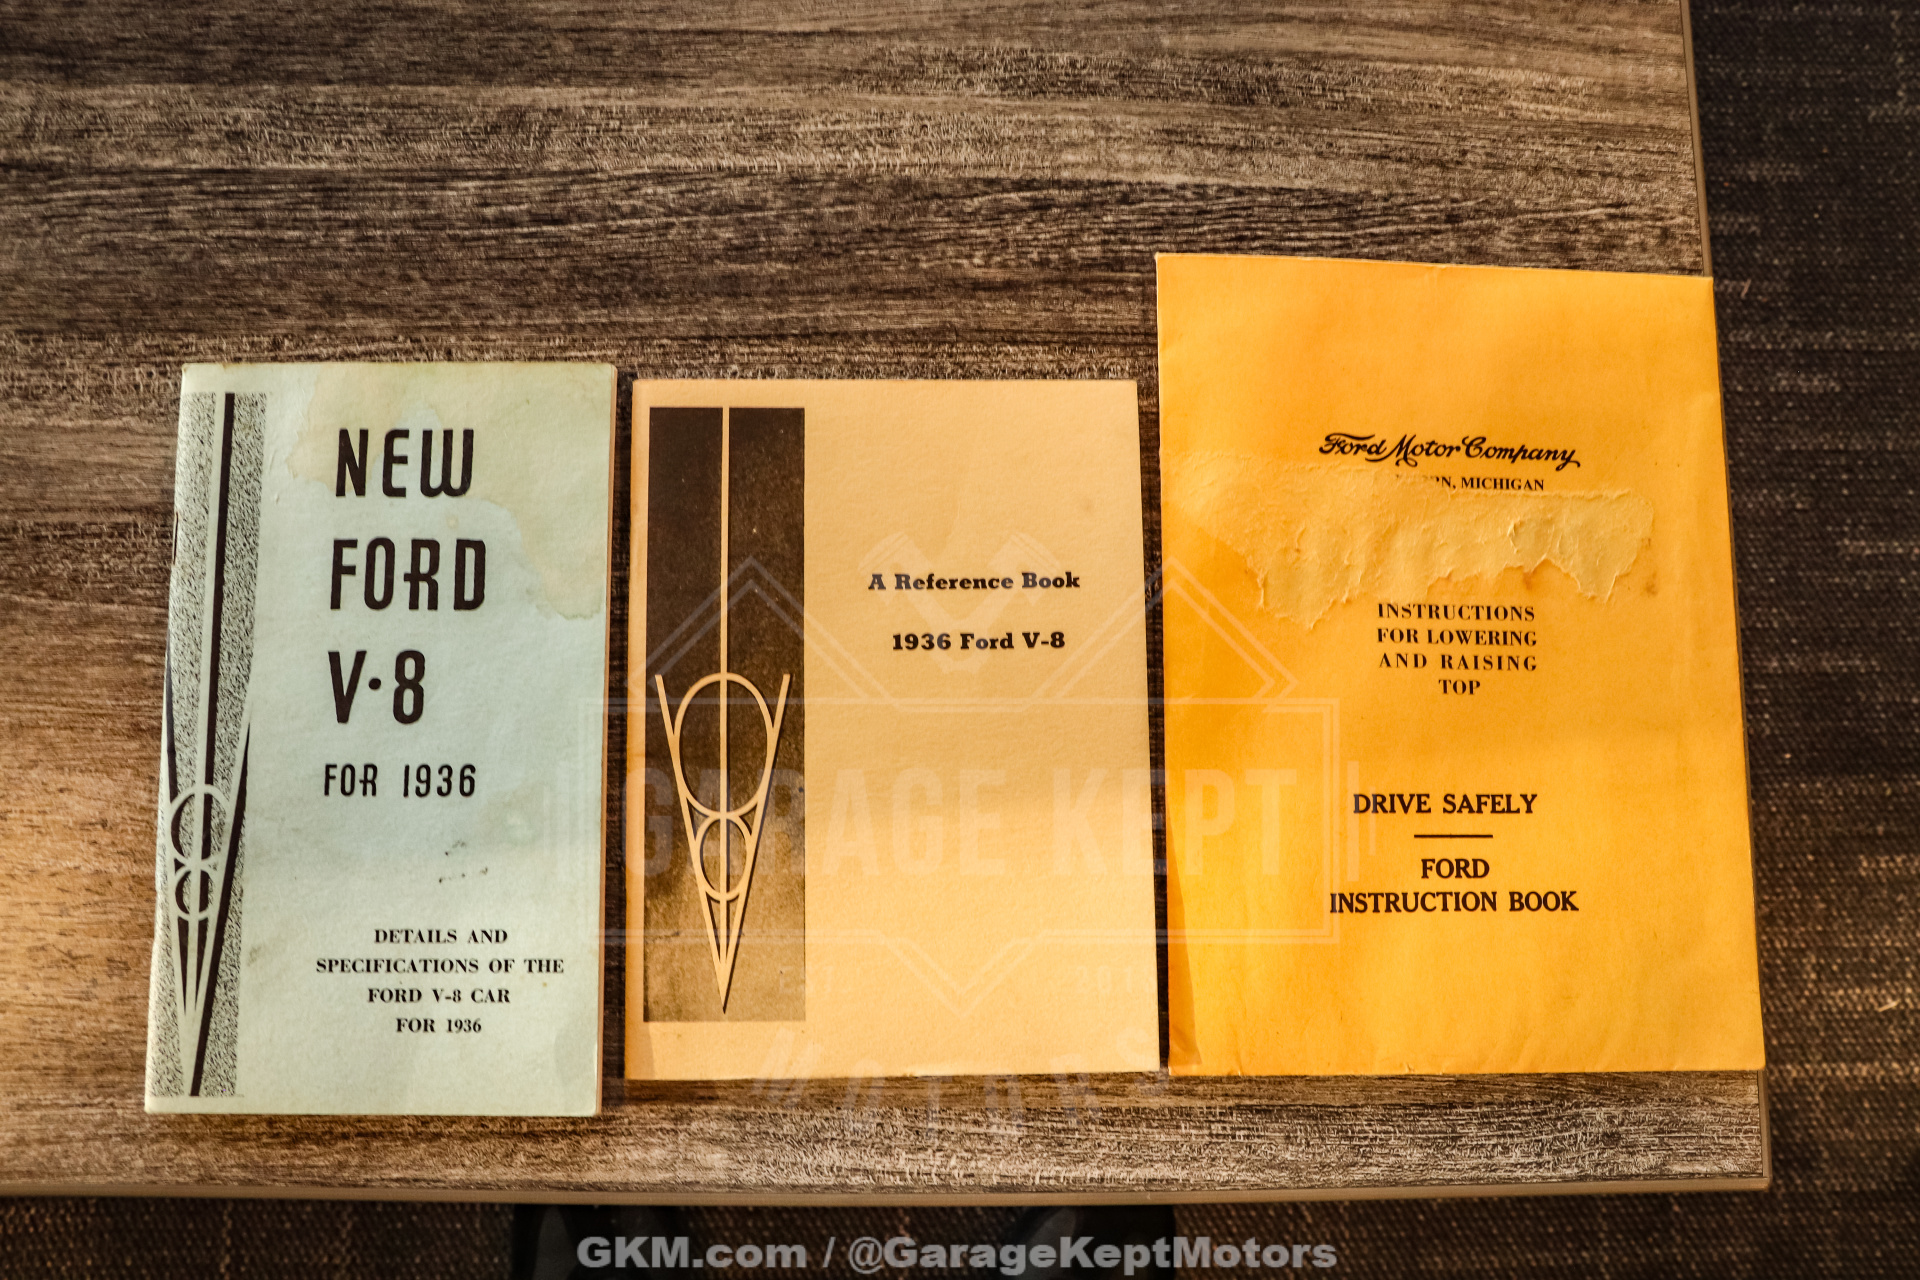 NEW
FORD
V·8
FOR 1936
DETAILS AND
SPECIFICATIONS OF THE
FORD V-8 CAR
FOR 1936
A Reference Book
1936 Ford V-8
Ford Motor Company
MICHIGAN
INSTRUCTIONS
FOR LOWERING
AND RAISING
TOP
DRIVE SAFELY
FORD
INSTRUCTION BOOK
GARAGE KEPT
MOTORS
GKM.com / @GarageKeptMotors